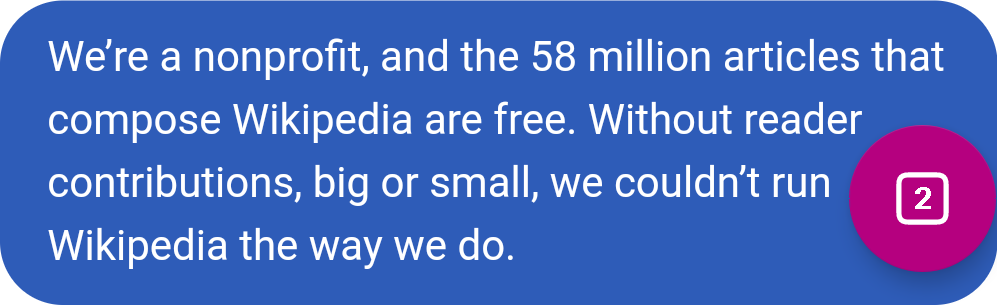 We’re a nonprofit, and the 58 million articles that
compose Wikipedia are free. Without reader
contributions, big or small, we couldn’t run
Wikipedia the way we do.
2